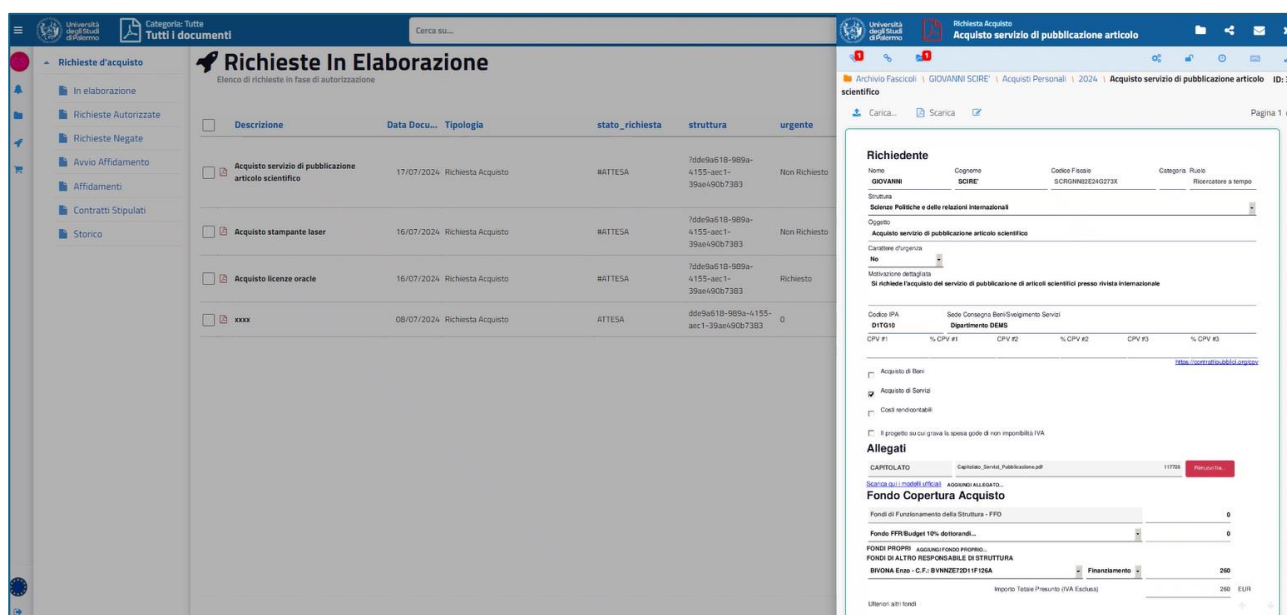 Università
degli Studi
di Palermo
Categoria: Tutte
Tutti i documenti
Cerca su...
Richieste d'acquisto
In elaborazione
Richieste Autorizzate
Richieste Negate
Avvio Affidamento
Affidamenti
Contratti Stipulati
Storico
Richieste In Elaborazione
Elenco di richieste in fase di autorizzazione
Descrizione Data Docu... Tipologia stato_richiesta struttura urgente
Acquisto servizio di pubblicazione
articolo scientifico
17/07/2024 Richiesta Acquisto #ATTESA
?dde9a618-989a-
4155-aec1-
39ae490b7383
Non Richiesto
Acquisto stampante laser 16/07/2024 Richiesta Acquisto #ATTESA
?dde9a618-989a-
4155-aec1-
39ae490b7383
Non Richiesto
Acquisto licenze oracle 16/07/2024 Richiesta Acquisto #ATTESA
?dde9a618-989a-
4155-aec1-
39ae490b7383
Richiesto
xxxx 08/07/2024 Richiesta Acquisto ATTESA
dde9a618-989a-4155-
aec1-39ae490b7383
0
Università
degli Studi
di Palermo
Richiesta Acquisto
Acquisto servizio di pubblicazione articolo
1
1
Archivio Fascicoli \ GIOVANNI SCIRE' \ Acquisti Personali \ 2024 \ Acquisto servizio di pubblicazione articolo ID:
scientifico
Carica... Scarica Pagina 1
Richiedente
Nome Cognome Codice Fiscale Categoria Ruolo
GIOVANNI SCIRE' SCRGNN82E24G273X Ricercatore a tempo
Struttura
Scienze Politiche e delle relazioni internazionali
Oggetto
Acquisto servizio di pubblicazione articolo scientifico
Carattere d'urgenza
No
Motivazione dettagliata
Si richiede l'acquisto del servizio di pubblicazione di articoli scientifici presso rivista internazionale
Codice IPA Sede Consegna Beni/Svolgimento Servizi
D1TG10 Dipartimento DEMS
CPV #1 % CPV #1 CPV #2 % CPV #2 CPV #3 % CPV #3
https://contrattipubblici.org/cpv
Acquisto di Beni
Acquisto di Servizi
Costi rendicontabili
Il progetto su cui grava la spesa gode di non imponibilità IVA
Allegati
CAPITOLATO Capitolato_Servizi_Pubblicazione.pdf 117726 Rimuovi file...
Scarica qui i modelli ufficiali AGGIUNGI ALLEGATO...
Fondo Copertura Acquisto
Fondi di Funzionamento della Struttura - FFO 0
Fondo FFR/Budget 10% dottorandi... 0
FONDI PROPRI AGGIUNGI FONDO PROPRIO...
FONDI DI ALTRO RESPONSABILE DI STRUTTURA
BIVONA Enzo - C.F.: BVNNZE72D11F126A Finanziamento 260
Importo Totale Presunto (IVA Esclusa) 260 EUR
Ulteriori altri fondi